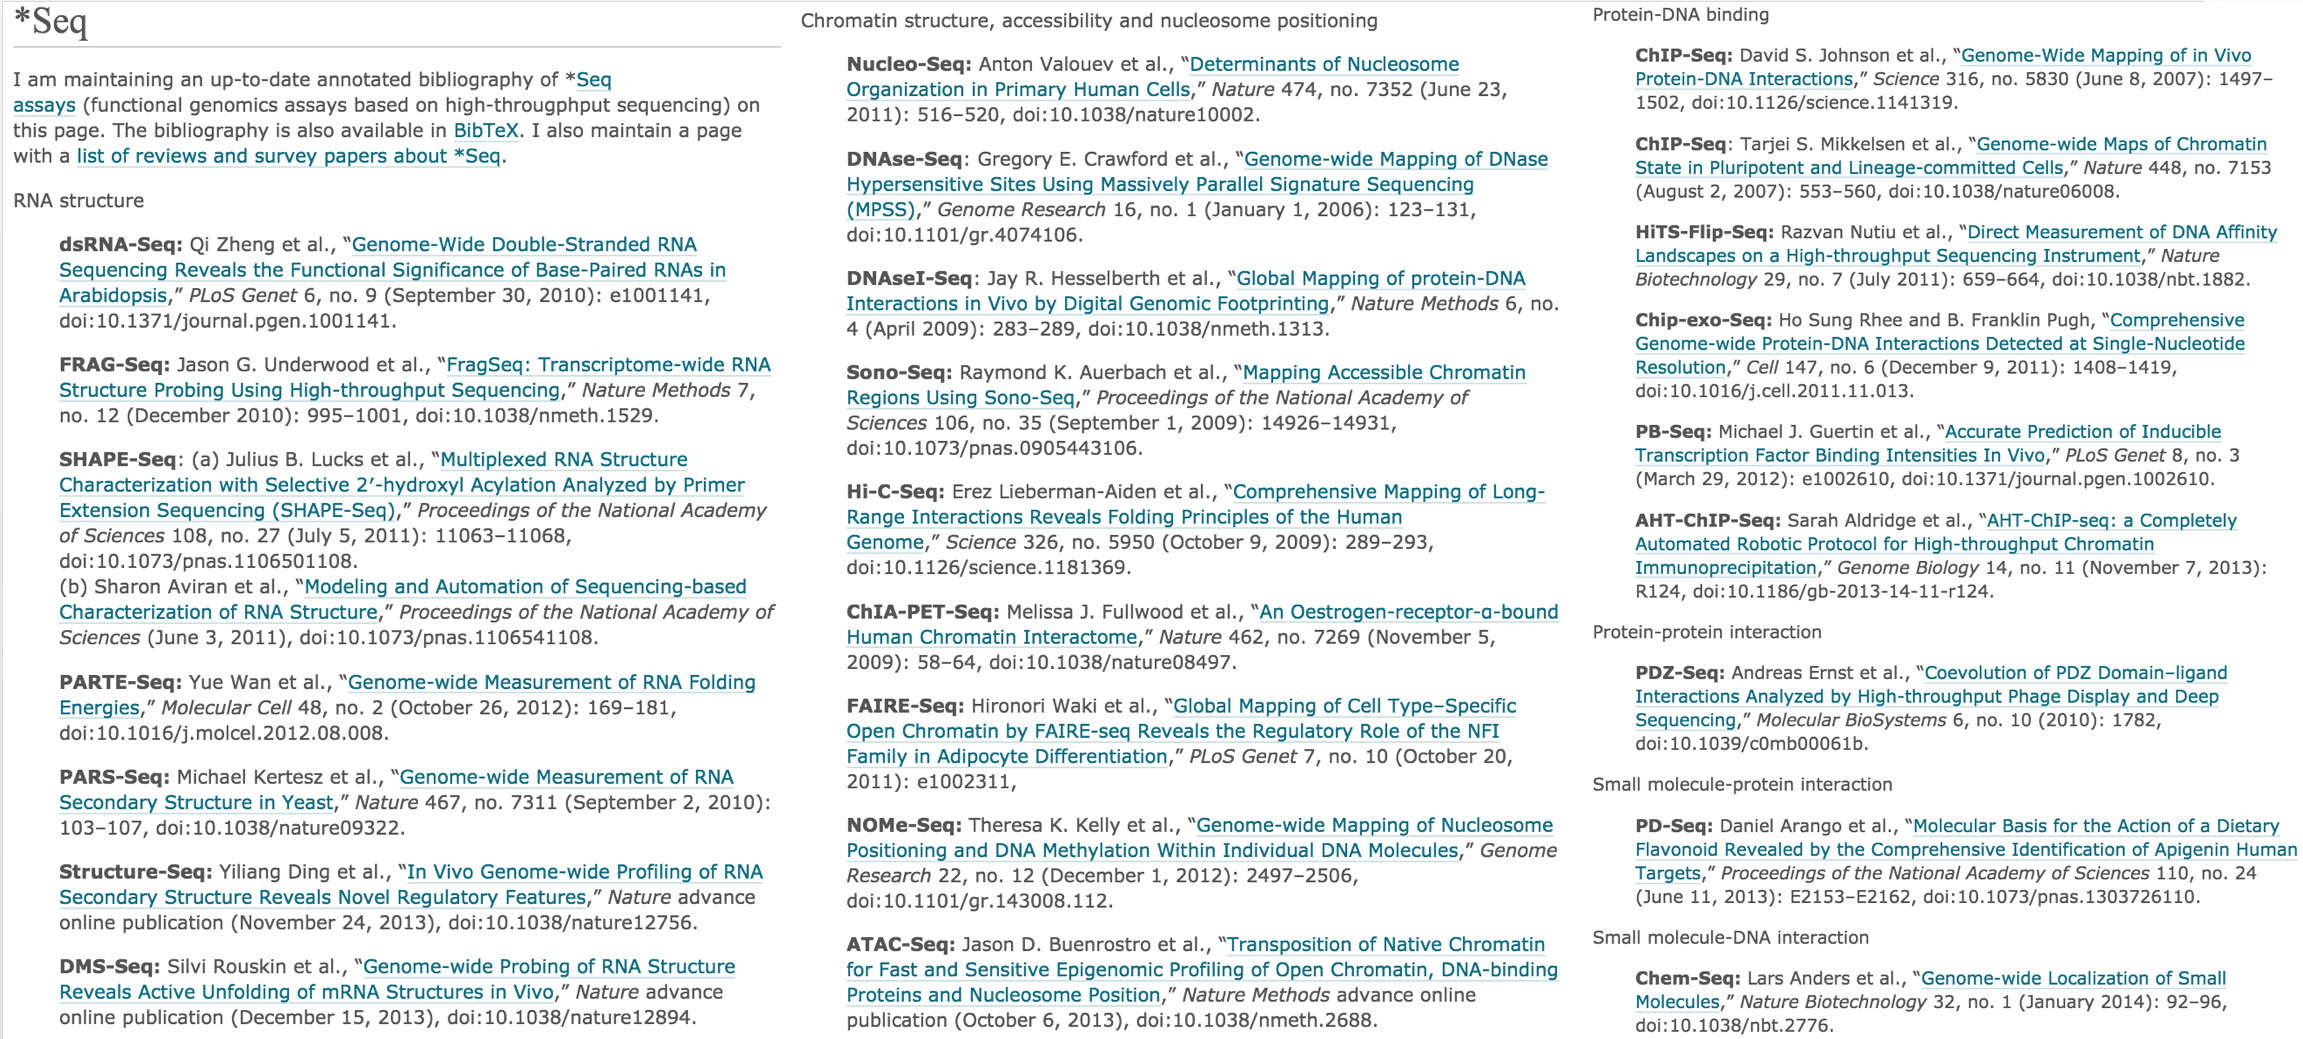 *Seq
I am maintaining an up-to-date annotated bibliography of *Seq
assays (functional genomics assays based on high-througphput sequencing) on
this page. The bibliography is also available in BibTeX. I also maintain a page
with a list of reviews and survey papers about *Seq.
RNA structure
dsRNA-Seq: Qi Zheng et al., “Genome-Wide Double-Stranded RNA
Sequencing Reveals the Functional Significance of Base-Paired RNAs in
Arabidopsis,” PLoS Genet 6, no. 9 (September 30, 2010): e1001141,
doi:10.1371/journal.pgen.1001141.
FRAG-Seq: Jason G. Underwood et al., “FragSeq: Transcriptome-wide RNA
Structure Probing Using High-throughput Sequencing,” Nature Methods 7,
no. 12 (December 2010): 995–1001, doi:10.1038/nmeth.1529.
SHAPE-Seq: (a) Julius B. Lucks et al., “Multiplexed RNA Structure
Characterization with Selective 2′-hydroxyl Acylation Analyzed by Primer
Extension Sequencing (SHAPE-Seq),” Proceedings of the National Academy
of Sciences 108, no. 27 (July 5, 2011): 11063–11068,
doi:10.1073/pnas.1106501108.
(b) Sharon Aviran et al., “Modeling and Automation of Sequencing-based
Characterization of RNA Structure,” Proceedings of the National Academy of
Sciences (June 3, 2011), doi:10.1073/pnas.1106541108.
PARTE-Seq: Yue Wan et al., “Genome-wide Measurement of RNA Folding
Energies,” Molecular Cell 48, no. 2 (October 26, 2012): 169–181,
doi:10.1016/j.molcel.2012.08.008.
PARS-Seq: Michael Kertesz et al., “Genome-wide Measurement of RNA
Secondary Structure in Yeast,” Nature 467, no. 7311 (September 2, 2010):
103–107, doi:10.1038/nature09322.
Structure-Seq: Yiliang Ding et al., “In Vivo Genome-wide Profiling of RNA
Secondary Structure Reveals Novel Regulatory Features,” Nature advance
online publication (November 24, 2013), doi:10.1038/nature12756.
DMS-Seq: Silvi Rouskin et al., “Genome-wide Probing of RNA Structure
Reveals Active Unfolding of mRNA Structures in Vivo,” Nature advance
online publication (December 15, 2013), doi:10.1038/nature12894.
Chromatin structure, accessibility and nucleosome positioning
Nucleo-Seq: Anton Valouev et al., “Determinants of Nucleosome
Organization in Primary Human Cells,” Nature 474, no. 7352 (June 23,
2011): 516–520, doi:10.1038/nature10002.
DNAse-Seq: Gregory E. Crawford et al., “Genome-wide Mapping of DNase
Hypersensitive Sites Using Massively Parallel Signature Sequencing
(MPSS),” Genome Research 16, no. 1 (January 1, 2006): 123–131,
doi:10.1101/gr.4074106.
DNAseI-Seq: Jay R. Hesselberth et al., “Global Mapping of protein-DNA
Interactions in Vivo by Digital Genomic Footprinting,” Nature Methods 6, no.
4 (April 2009): 283–289, doi:10.1038/nmeth.1313.
Sono-Seq: Raymond K. Auerbach et al., “Mapping Accessible Chromatin
Regions Using Sono-Seq,” Proceedings of the National Academy of
Sciences 106, no. 35 (September 1, 2009): 14926–14931,
doi:10.1073/pnas.0905443106.
Hi-C-Seq: Erez Lieberman-Aiden et al., “Comprehensive Mapping of Long-
Range Interactions Reveals Folding Principles of the Human
Genome,” Science 326, no. 5950 (October 9, 2009): 289–293,
doi:10.1126/science.1181369.
ChIA-PET-Seq: Melissa J. Fullwood et al., “An Oestrogen-receptor-α-bound
Human Chromatin Interactome,” Nature 462, no. 7269 (November 5,
2009): 58–64, doi:10.1038/nature08497.
FAIRE-Seq: Hironori Waki et al., “Global Mapping of Cell Type–Specific
Open Chromatin by FAIRE-seq Reveals the Regulatory Role of the NFI
Family in Adipocyte Differentiation,” PLoS Genet 7, no. 10 (October 20,
2011): e1002311,
NOMe-Seq: Theresa K. Kelly et al., “Genome-wide Mapping of Nucleosome
Positioning and DNA Methylation Within Individual DNA Molecules,” Genome
Research 22, no. 12 (December 1, 2012): 2497–2506,
doi:10.1101/gr.143008.112.
ATAC-Seq: Jason D. Buenrostro et al., “Transposition of Native Chromatin
for Fast and Sensitive Epigenomic Profiling of Open Chromatin, DNA-binding
Proteins and Nucleosome Position,” Nature Methods advance online
publication (October 6, 2013), doi:10.1038/nmeth.2688.
Protein-DNA binding
ChIP-Seq: David S. Johnson et al., “Genome-Wide Mapping of in Vivo
Protein-DNA Interactions,” Science 316, no. 5830 (June 8, 2007): 1497–
1502, doi:10.1126/science.1141319.
ChIP-Seq: Tarjei S. Mikkelsen et al., “Genome-wide Maps of Chromatin
State in Pluripotent and Lineage-committed Cells,” Nature 448, no. 7153
(August 2, 2007): 553–560, doi:10.1038/nature06008.
HiTS-Flip-Seq: Razvan Nutiu et al., “Direct Measurement of DNA Affinity
Landscapes on a High-throughput Sequencing Instrument,” Nature
Biotechnology 29, no. 7 (July 2011): 659–664, doi:10.1038/nbt.1882.
Chip-exo-Seq: Ho Sung Rhee and B. Franklin Pugh, “Comprehensive
Genome-wide Protein-DNA Interactions Detected at Single-Nucleotide
Resolution,” Cell 147, no. 6 (December 9, 2011): 1408–1419,
doi:10.1016/j.cell.2011.11.013.
PB-Seq: Michael J. Guertin et al., “Accurate Prediction of Inducible
Transcription Factor Binding Intensities In Vivo,” PLoS Genet 8, no. 3
(March 29, 2012): e1002610, doi:10.1371/journal.pgen.1002610.
AHT-ChIP-Seq: Sarah Aldridge et al., “AHT-ChIP-seq: a Completely
Automated Robotic Protocol for High-throughput Chromatin
Immunoprecipitation,” Genome Biology 14, no. 11 (November 7, 2013):
R124, doi:10.1186/gb-2013-14-11-r124.
Protein-protein interaction
PDZ-Seq: Andreas Ernst et al., “Coevolution of PDZ Domain–ligand
Interactions Analyzed by High-throughput Phage Display and Deep
Sequencing,” Molecular BioSystems 6, no. 10 (2010): 1782,
doi:10.1039/c0mb00061b.
Small molecule-protein interaction
PD-Seq: Daniel Arango et al., “Molecular Basis for the Action of a Dietary
Flavonoid Revealed by the Comprehensive Identification of Apigenin Human
Targets,” Proceedings of the National Academy of Sciences 110, no. 24
(June 11, 2013): E2153–E2162, doi:10.1073/pnas.1303726110.
Small molecule-DNA interaction
Chem-Seq: Lars Anders et al., “Genome-wide Localization of Small
Molecules,” Nature Biotechnology 32, no. 1 (January 2014): 92–96,
doi:10.1038/nbt.2776.